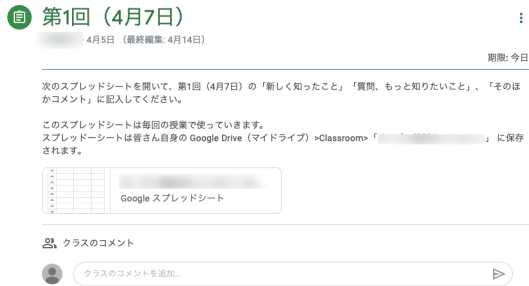 第1回（4月7日）
4月5日 （最終編集: 4月14日）
期限: 今日
次のスプレッドシートを開いて、第1回（4月7日）の「新しく知ったこと」「質問、もっと知りたいこと」、「そのほ
かコメント」に記入してください。
このスプレッドシートは毎回の授業で使っていきます。
スプレッドーシートは皆さん自身の Google Drive（マイドライブ）>Classroom>「 」 に保存
されます。
Google スプレッドシート
クラスのコメント
クラスのコメントを追加…